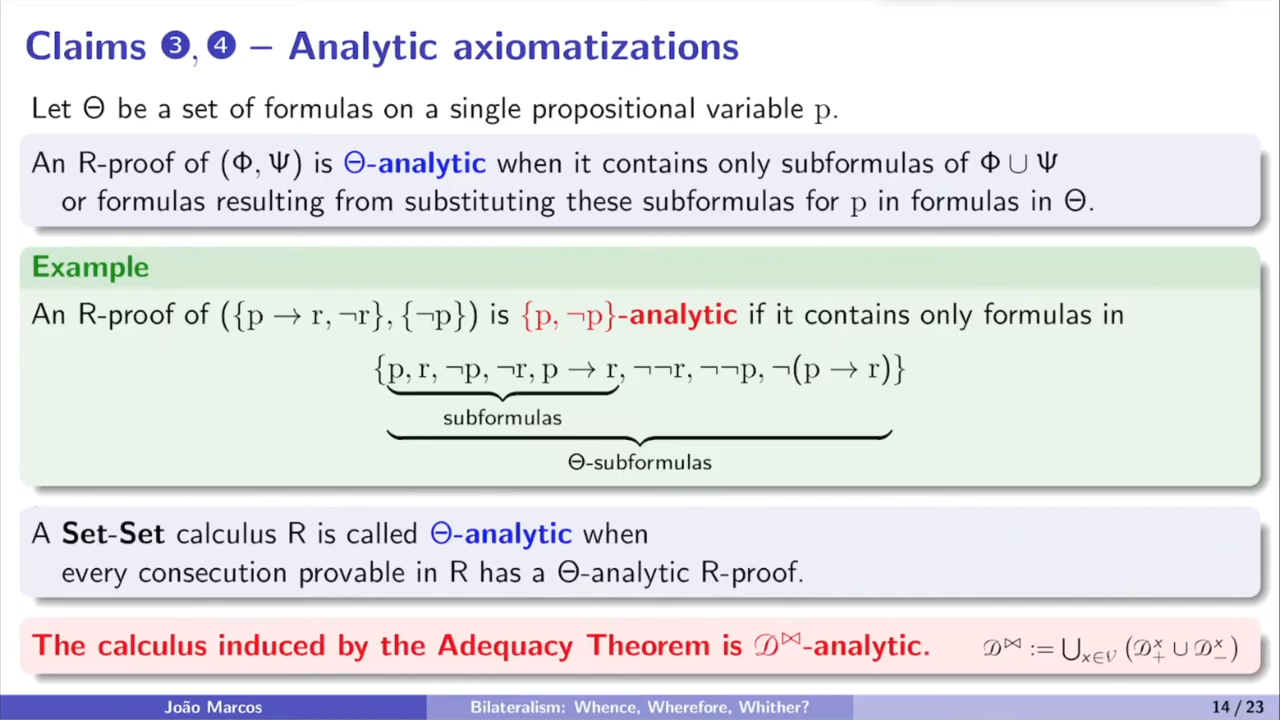 Claims ❸, ❹ – Analytic axiomatizations
Let Θ be a set of formulas on a single propositional variable p.
An R-proof of (Φ, Ψ) is Θ-analytic when it contains only subformulas of Φ ∪ Ψ
or formulas resulting from substituting these subformulas for p in formulas in Θ.
Example
An R-proof of ({p → r, ¬r}, {¬p}) is {p, ¬p}-analytic if it contains only formulas in
{p, r, ¬p, ¬r, p → r, ¬¬r, ¬¬p, ¬(p → r)}
subformulas
Θ-subformulas
A Set-Set calculus R is called Θ-analytic when
every consecution provable in R has a Θ-analytic R-proof.
The calculus induced by the Adequacy Theorem is 𝒟^⋈-analytic. 𝒟^⋈ := ⋃_{x∈𝒱} (𝒟₊ˣ ∪ 𝒟₋ˣ)
João Marcos Bilateralism: Whence, Wherefore, Whither? 14 / 23